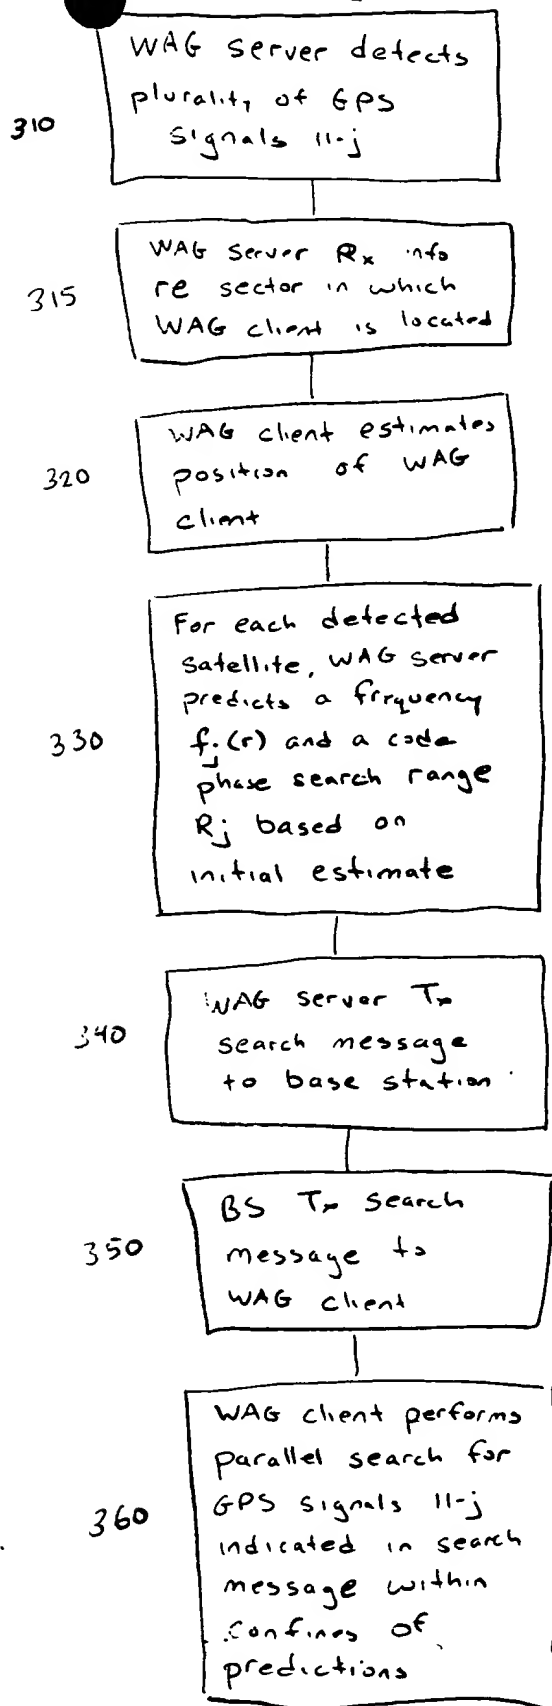 310
WAG server detects
plurality of GPS
signals 11-j
315
WAG server Rx info
re sector in which
WAG client is located
320
WAG client estimates
position of WAG
client
330
For each detected
satellite, WAG server
predicts a frequency
fj(r) and a code
phase search range
Rj based on
initial estimate
340
WAG server Tx
search message
to base station
350
BS Tx search
message to
WAG client
360
WAG client performs
parallel search for
GPS signals 11-j
indicated in search
message within
confines of
predictions